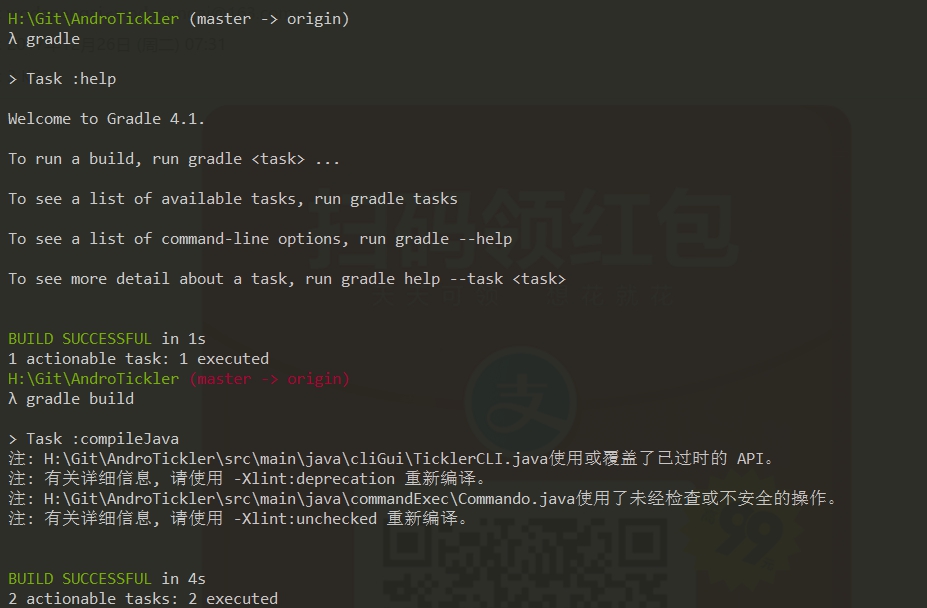 H:\Git\AndroTickler (master -> origin)
λ gradle
> Task :help
Welcome to Gradle 4.1.
To run a build, run gradle <task> ...
To see a list of available tasks, run gradle tasks
To see a list of command-line options, run gradle --help
To see more detail about a task, run gradle help --task <task>
BUILD SUCCESSFUL in 1s
1 actionable task: 1 executed
H:\Git\AndroTickler (master -> origin)
λ gradle build
> Task :compileJava
注: H:\Git\AndroTickler\src\main\java\cliGui\TicklerCLI.java使用或覆盖了已过时的 API。
注: 有关详细信息, 请使用 -Xlint:deprecation 重新编译。
注: H:\Git\AndroTickler\src\main\java\commandExec\Commando.java使用了未经检查或不安全的操作。
注: 有关详细信息, 请使用 -Xlint:unchecked 重新编译。
BUILD SUCCESSFUL in 4s
2 actionable tasks: 2 executed
扫码领红包
支
99